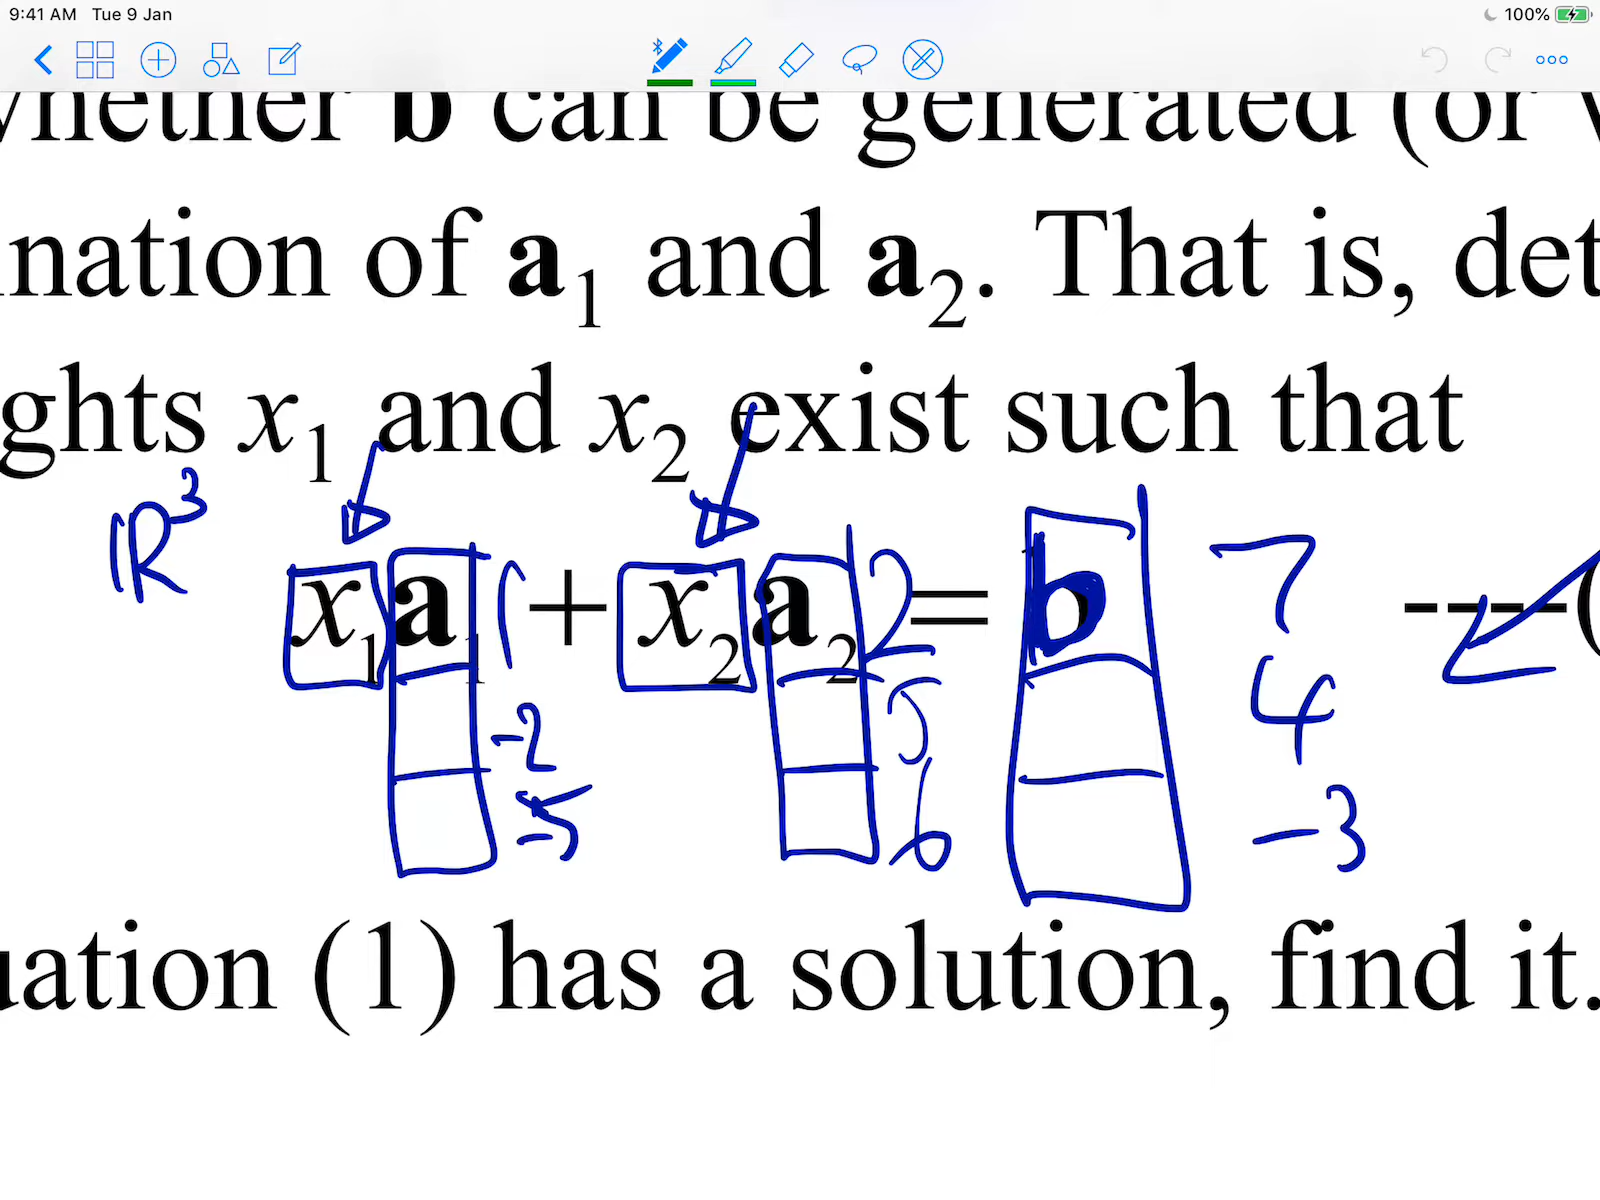 9:41 AM Tue 9 Jan 100%
whether b can be generated (or
nation of a₁ and a₂. That is, det
ghts x₁ and x₂ exist such that
ℝ³
x₁a₁ + x₂a₂ = b ----(
1 2 7
-2 5 4
-5 6 -3
uation (1) has a solution, find it.